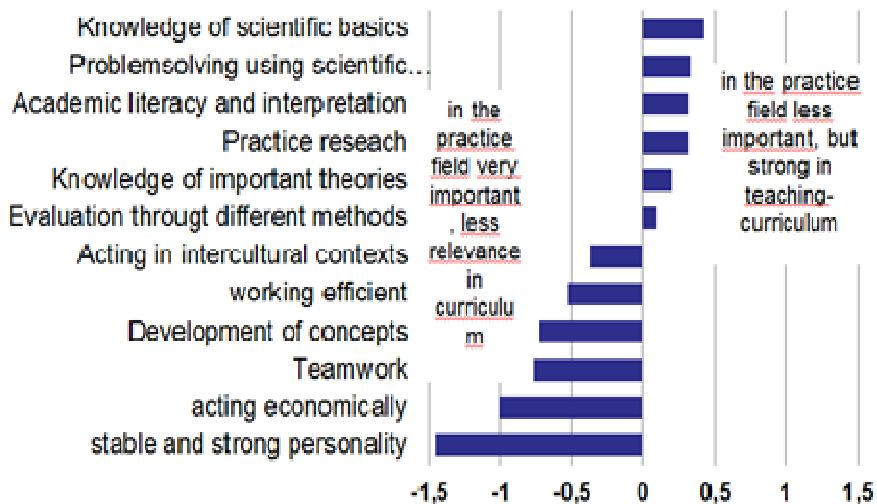 Knowledge of scientific basics
Problemsolving using scientific...
Academic literacy and interpretation
Practice reseach
Knowledge of important theories
Evaluation througt different methods
Acting in intercultural contexts
working efficient
Development of concepts
Teamwork
acting economically
stable and strong personality
in the
practice
field very
important
, less
relevance
in
curriculu
m
in the practice
field less
important, but
strong in
teaching-
curriculum
-1,5 -1 -0,5 0 0,5 1 1,5